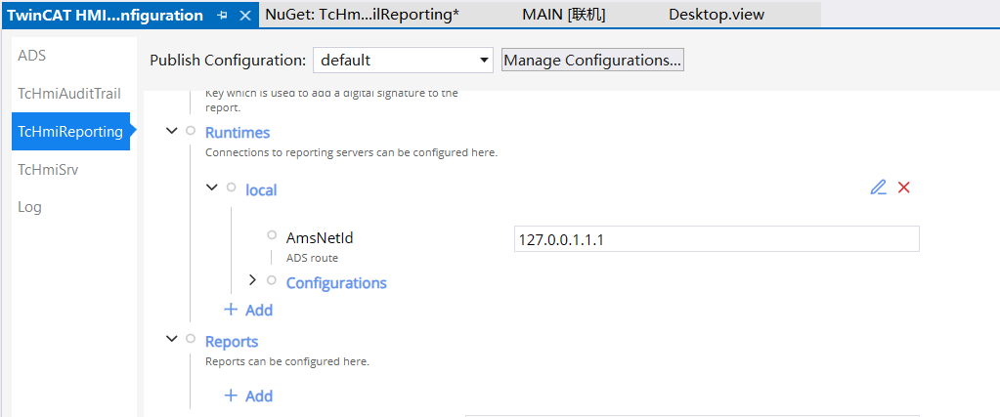 TwinCAT HMI...nfiguration
NuGet: TcHm...ilReporting*
MAIN [联机]
Desktop.view
ADS
TcHmiAuditTrail
TcHmiReporting
TcHmiSrv
Log
Publish Configuration: default Manage Configurations...
Key which is used to add a digital signature to the
report.
Runtimes
Connections to reporting servers can be configured here.
local
AmsNetId 127.0.0.1.1.1
ADS route
Configurations
+ Add
Reports
Reports can be configured here.
+ Add